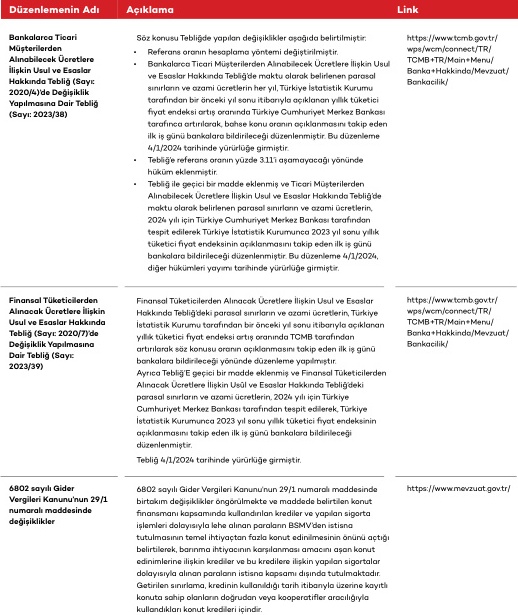 Düzenlemenin Adı Açıklama Link
Bankalarca Ticari
Müşterilerden
Alınabilecek Ücretlere
İlişkin Usul ve Esaslar
Hakkında Tebliğ (Sayı:
2020/4)'de Değişiklik
Yapılmasına Dair Tebliğ
(Sayı: 2023/38)
Söz konusu Tebliğde yapılan değişiklikler aşağıda belirtilmiştir:
• Referans oranın hesaplama yöntemi değiştirilmiştir.
• Bankalarca Ticari Müşterilerden Alınabilecek Ücretlere İlişkin Usul
ve Esaslar Hakkında Tebliğ'de maktu olarak belirlenen parasal
sınırların ve azami ücretlerin her yıl, Türkiye İstatistik Kurumu
tarafından bir önceki yıl sonu itibarıyla açıklanan yıllık tüketici
fiyat endeksi artış oranında Türkiye Cumhuriyet Merkez Bankası
tarafınca artırılarak, bahse konu oranın açıklanmasını takip eden
ilk iş günü bankalara bildirileceği düzenlenmiştir. Bu düzenleme
4/1/2024 tarihinde yürürlüğe girmiştir.
• Tebliğ'e referans oranın yüzde 3.11'i aşamayacağı yönünde
hüküm eklenmiştir.
• Tebliğ ile geçici bir madde eklenmiş ve Ticari Müşterilerden
Alınabilecek Ücretlere İlişkin Usul ve Esaslar Hakkında Tebliğ'de
maktu olarak belirlenen parasal sınırların ve azami ücretlerin,
2024 yılı için Türkiye Cumhuriyet Merkez Bankası tarafından
tespit edilerek Türkiye İstatistik Kurumunca 2023 yıl sonu yıllık
tüketici fiyat endeksinin açıklanmasını takip eden ilk iş günü
bankalara bildirileceği düzenlenmiştir. Bu düzenleme 4/1/2024,
diğer hükümleri yayımı tarihinde yürürlüğe girmiştir.
https://www.tcmb.gov.tr/
wps/wcm/connect/TR/
TCMB+TR/Main+Menu/
Banka+Hakkinda/Mevzuat/
Bankacilik/
Finansal Tüketicilerden
Alınacak Ücretlere İlişkin
Usul ve Esaslar Hakkında
Tebliğ (Sayı: 2020/7)'de
Değişiklik Yapılmasına
Dair Tebliğ (Sayı:
2023/39)
Finansal Tüketicilerden Alınacak Ücretlere İlişkin Usul ve Esaslar
Hakkında Tebliğ'deki parasal sınırların ve azami ücretlerin, Türkiye
İstatistik Kurumu tarafından bir önceki yıl sonu itibarıyla açıklanan
yıllık tüketici fiyat endeksi artış oranında TCMB tarafından
artırılarak söz konusu oranın açıklanmasını takip eden ilk iş günü
bankalara bildirileceği yönünde düzenleme yapılmıştır.
Ayrıca Tebliğ'E geçici bir madde eklenmiş ve Finansal Tüketicilerden
Alınacak Ücretlere İlişkin Usûl ve Esaslar Hakkında Tebliğ'deki
parasal sınırların ve azami ücretlerin, 2024 yılı için Türkiye
Cumhuriyet Merkez Bankası tarafından tespit edilerek, Türkiye
İstatistik Kurumunca 2023 yıl sonu yıllık tüketici fiyat endeksinin
açıklanmasını takip eden ilk iş günü bankalara bildirileceği
düzenlenmiştir.
Tebliğ 4/1/2024 tarihinde yürürlüğe girmiştir.
https://www.tcmb.gov.tr/
wps/wcm/connect/TR/
TCMB+TR/Main+Menu/
Banka+Hakkinda/Mevzuat/
Bankacilik/
6802 sayılı Gider
Vergileri Kanunu'nun 29/1
numaralı maddesinde
değişiklikler
6802 sayılı Gider Vergileri Kanunu'nun 29/1 numaralı maddesinde
birtakım değişiklikler öngörülmekte ve maddede belirtilen konut
finansmanı kapsamında kullandırılan krediler ve yapılan sigorta
işlemleri dolayısıyla lehe alınan paraların BSMV'den istisna
tutulmasının temel ihtiyaçtan fazla konut edinilmesinin önünü açtığı
belirtilerek, barınma ihtiyacının karşılanması amacını aşan konut
edinimlerine ilişkin krediler ve bu kredilere ilişkin yapılan sigortalar
dolayısıyla alınan paraların istisna kapsamı dışında tutulmaktadır.
Getirilen sınırlama, kredinin kullanıldığı tarih itibarıyla üzerine kayıtlı
konuta sahip olanların doğrudan veya kooperatifler aracılığıyla
kullandıkları konut kredileri içindir.
https://www.mevzuat.gov.tr/